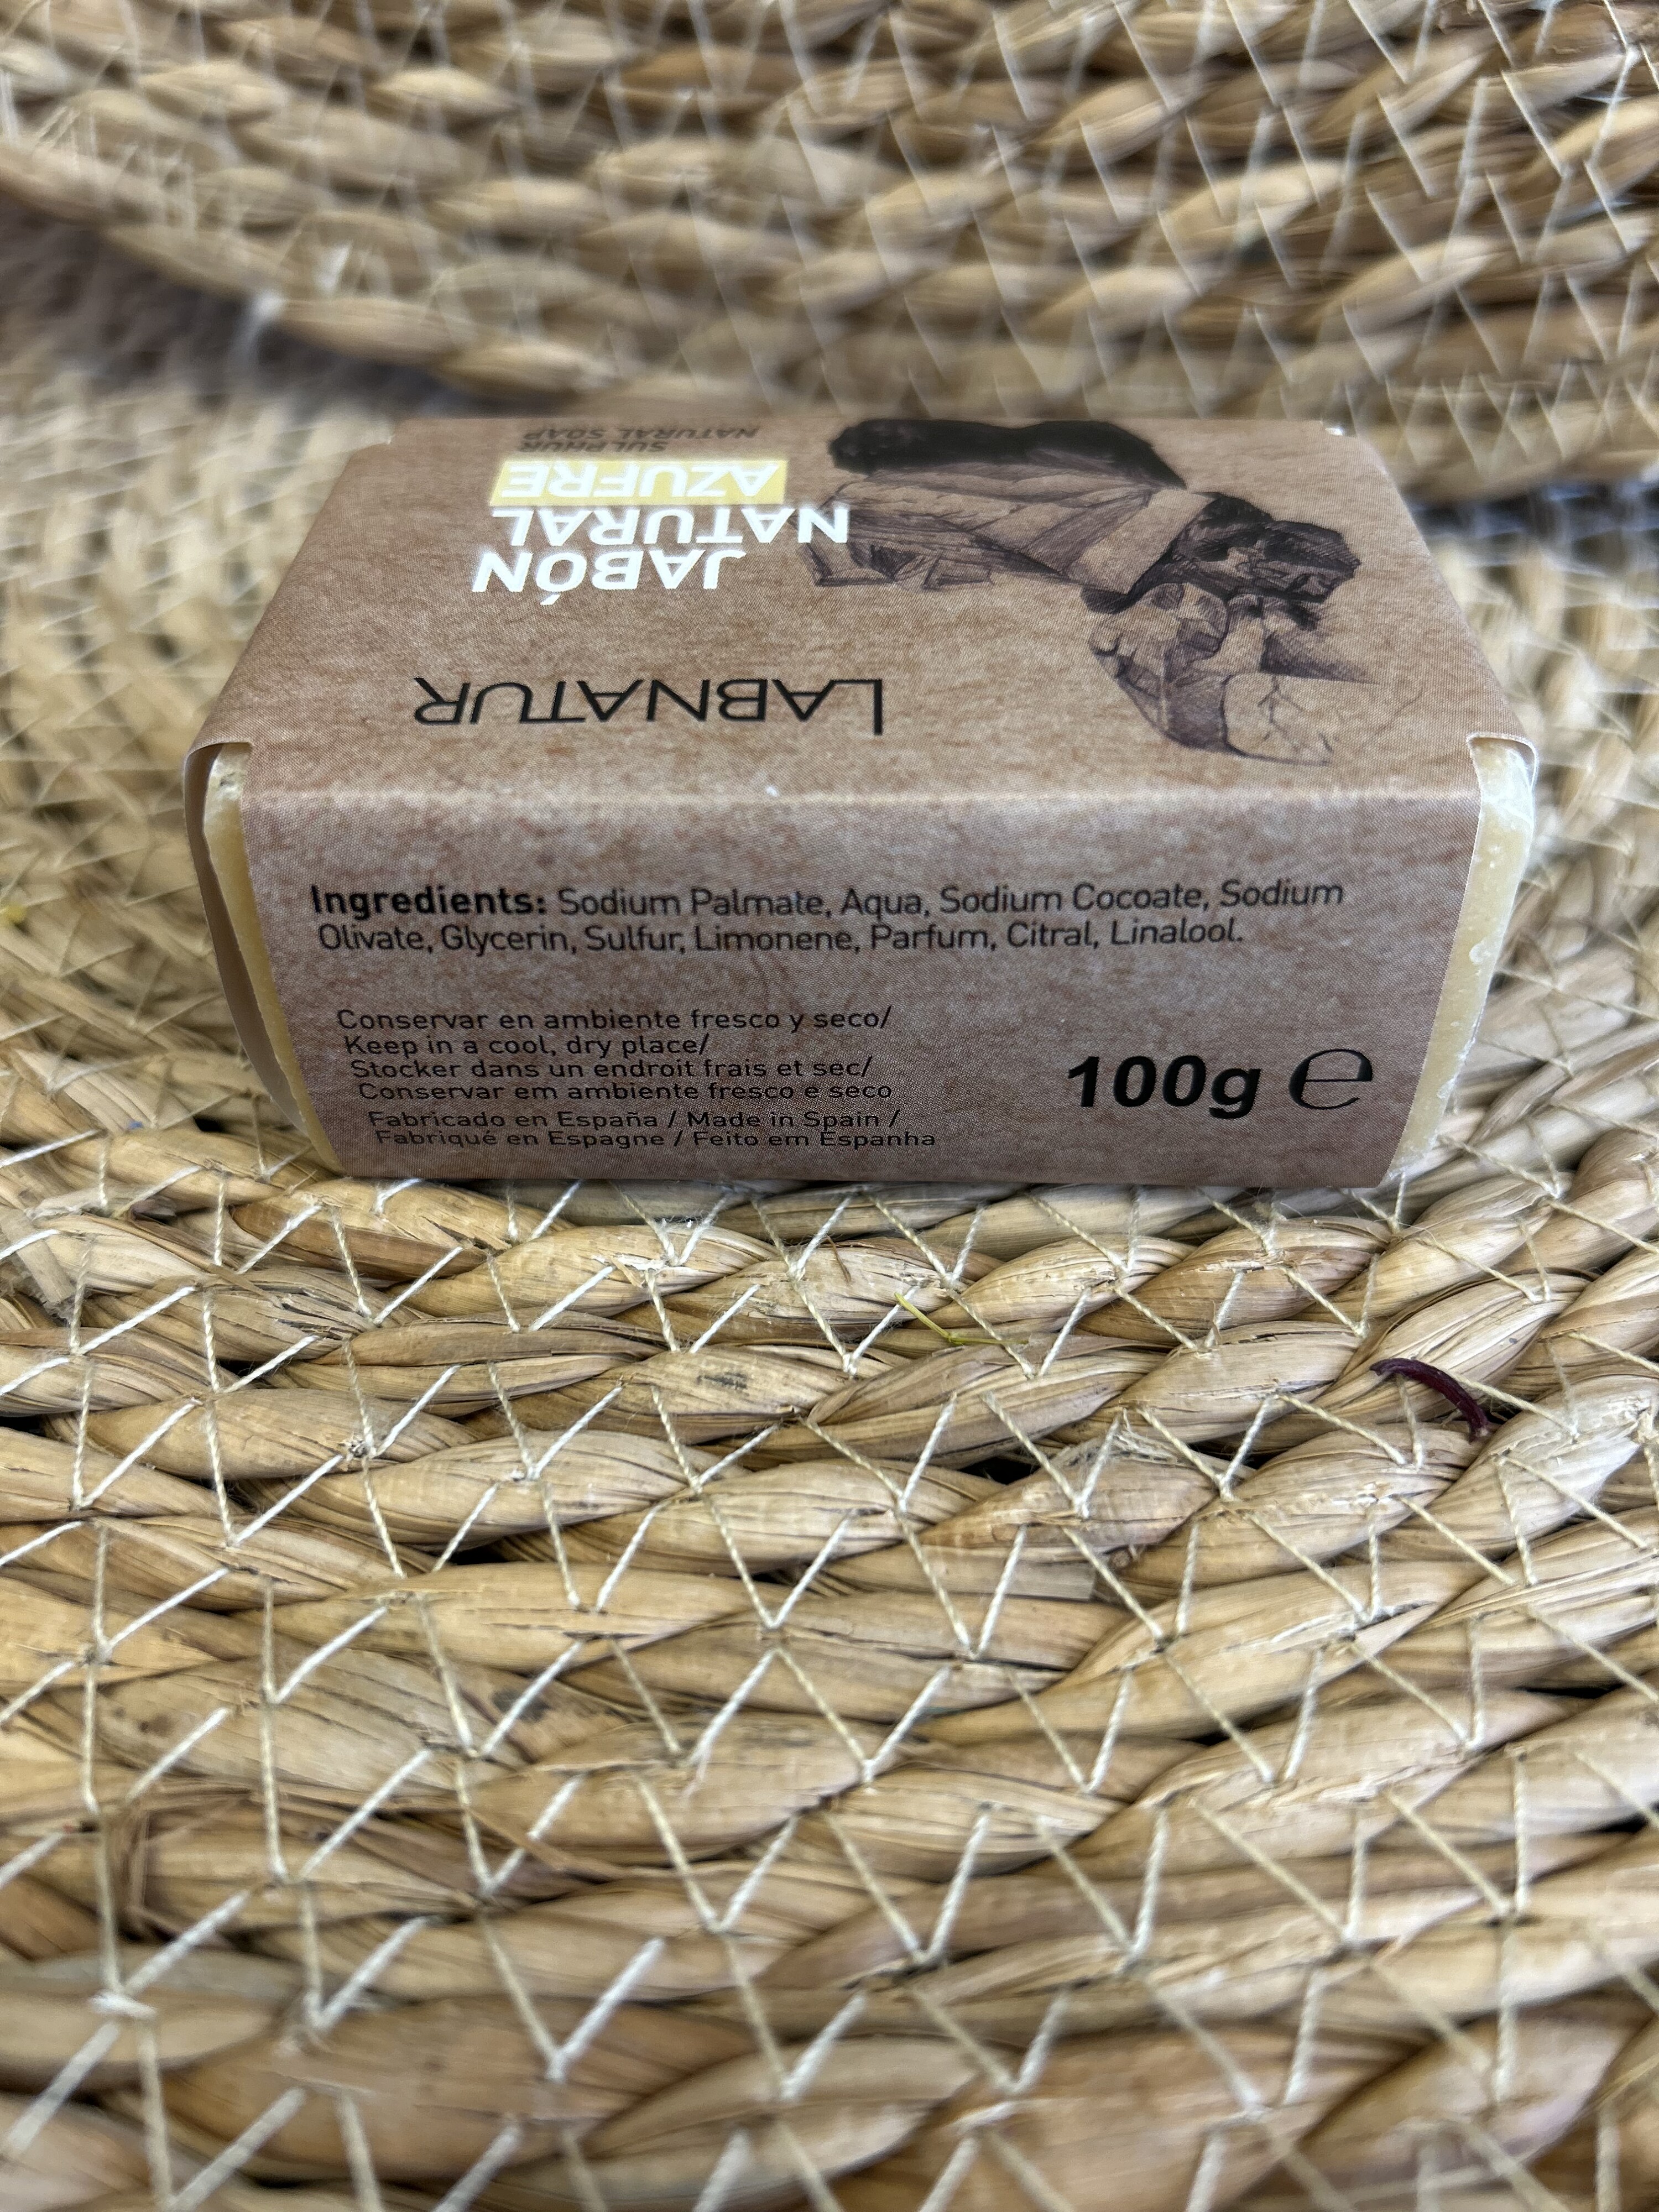 LABNATUR
JABÓN
NATURAL
AZUFRE
SULPHUR
NATURAL SOAP
Ingredients: Sodium Palmate, Aqua, Sodium Cocoate, Sodium
Olivate, Glycerin, Sulfur, Limonene, Parfum, Citral, Linalool.
Conservar en ambiente fresco y seco/
Keep in a cool, dry place/
Stocker dans un endroit frais et sec/
Conservar em ambiente fresco e seco
Fabricado en España / Made in Spain /
Fabriqué en Espagne / Feito em Espanha
100g ℮